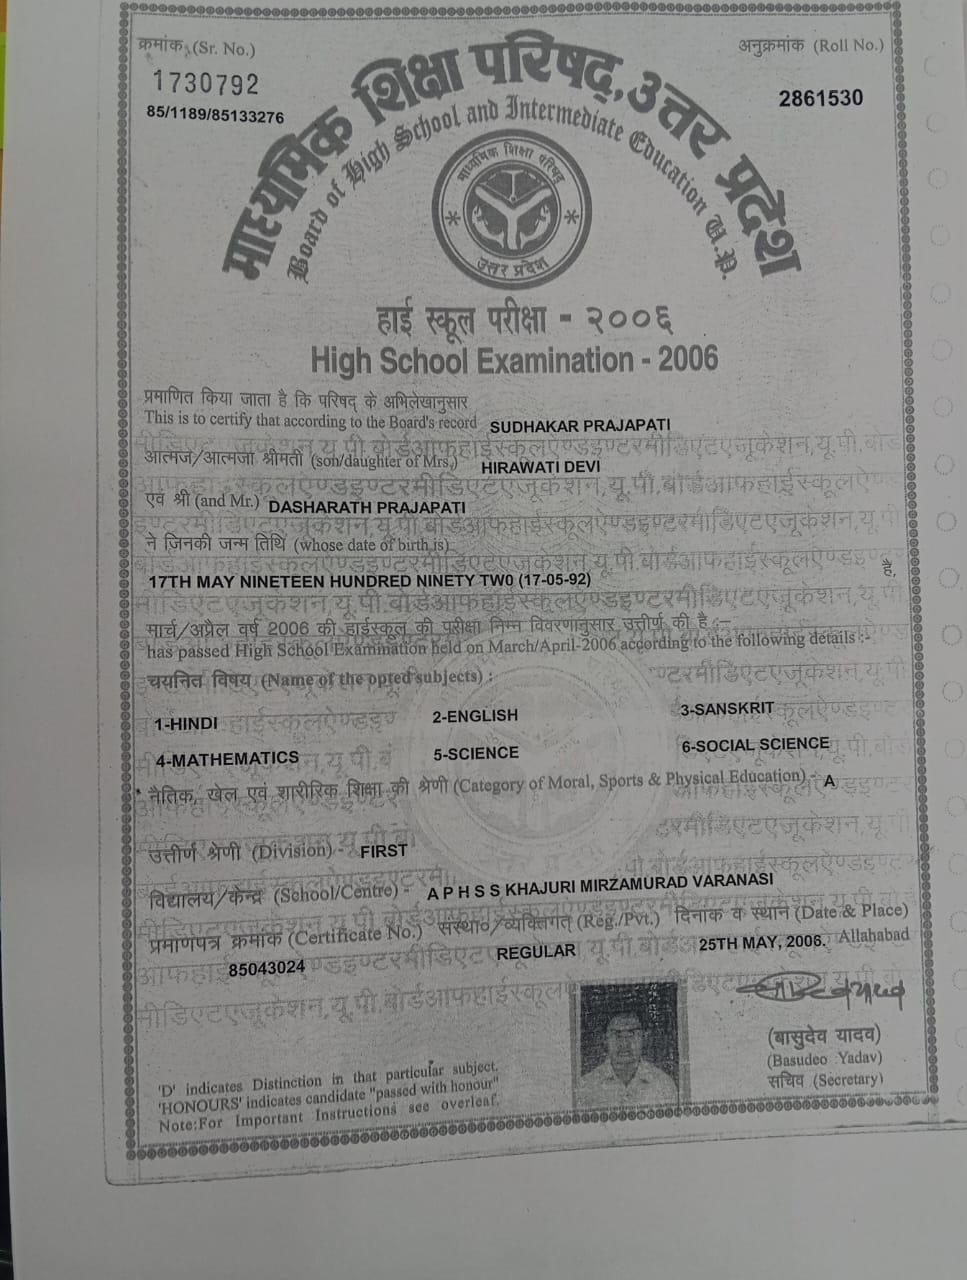 क्रमांक (Sr. No.)
अनुक्रमांक (Roll No.)
1730792
2861530
85/1189/85133276
माध्यमिक शिक्षा परिषद्, उत्तर प्रदेश
Board of High School and Intermediate Education U.P.
माध्यमिक शिक्षा परिषद्
उत्तर प्रदेश
हाई स्कूल परीक्षा - २००६
High School Examination - 2006
प्रमाणित किया जाता है कि परिषद् के अभिलेखानुसार
This is to certify that according to the Board's record SUDHAKAR PRAJAPATI
आत्मज/आत्मजा श्रीमती (son/daughter of Mrs.) HIRAWATI DEVI
एवं श्री (and Mr.) DASHARATH PRAJAPATI
ने जिनकी जन्म तिथि (whose date of birth is)
17TH MAY NINETEEN HUNDRED NINETY TW0 (17-05-92) है,
मार्च/अप्रैल वर्ष 2006 की हाईस्कूल की परीक्षा निम्न विवरणानुसार उत्तीर्ण की है :-
has passed High School Examination held on March/April-2006 according to the following details :-
चयनित विषय (Name of the opted subjects) :
1-HINDI 2-ENGLISH 3-SANSKRIT
4-MATHEMATICS 5-SCIENCE 6-SOCIAL SCIENCE
* नैतिक, खेल एवं शारीरिक शिक्षा की श्रेणी (Category of Moral, Sports & Physical Education) - A
उत्तीर्ण श्रेणी (Division) - FIRST
विद्यालय/केन्द्र (School/Centre) - A P H S S KHAJURI MIRZAMURAD VARANASI
प्रमाणपत्र क्रमांक (Certificate No.) संस्था०/व्यक्तिगत (Reg./Pvt.) दिनांक व स्थान (Date & Place)
85043024 REGULAR 25TH MAY, 2006. Allahabad
(बासुदेव यादव)
(Basudeo Yadav)
सचिव (Secretary)
'D' indicates Distinction in that particular subject.
'HONOURS' indicates candidate "passed with honour"
Note:For Important Instructions see overleaf.